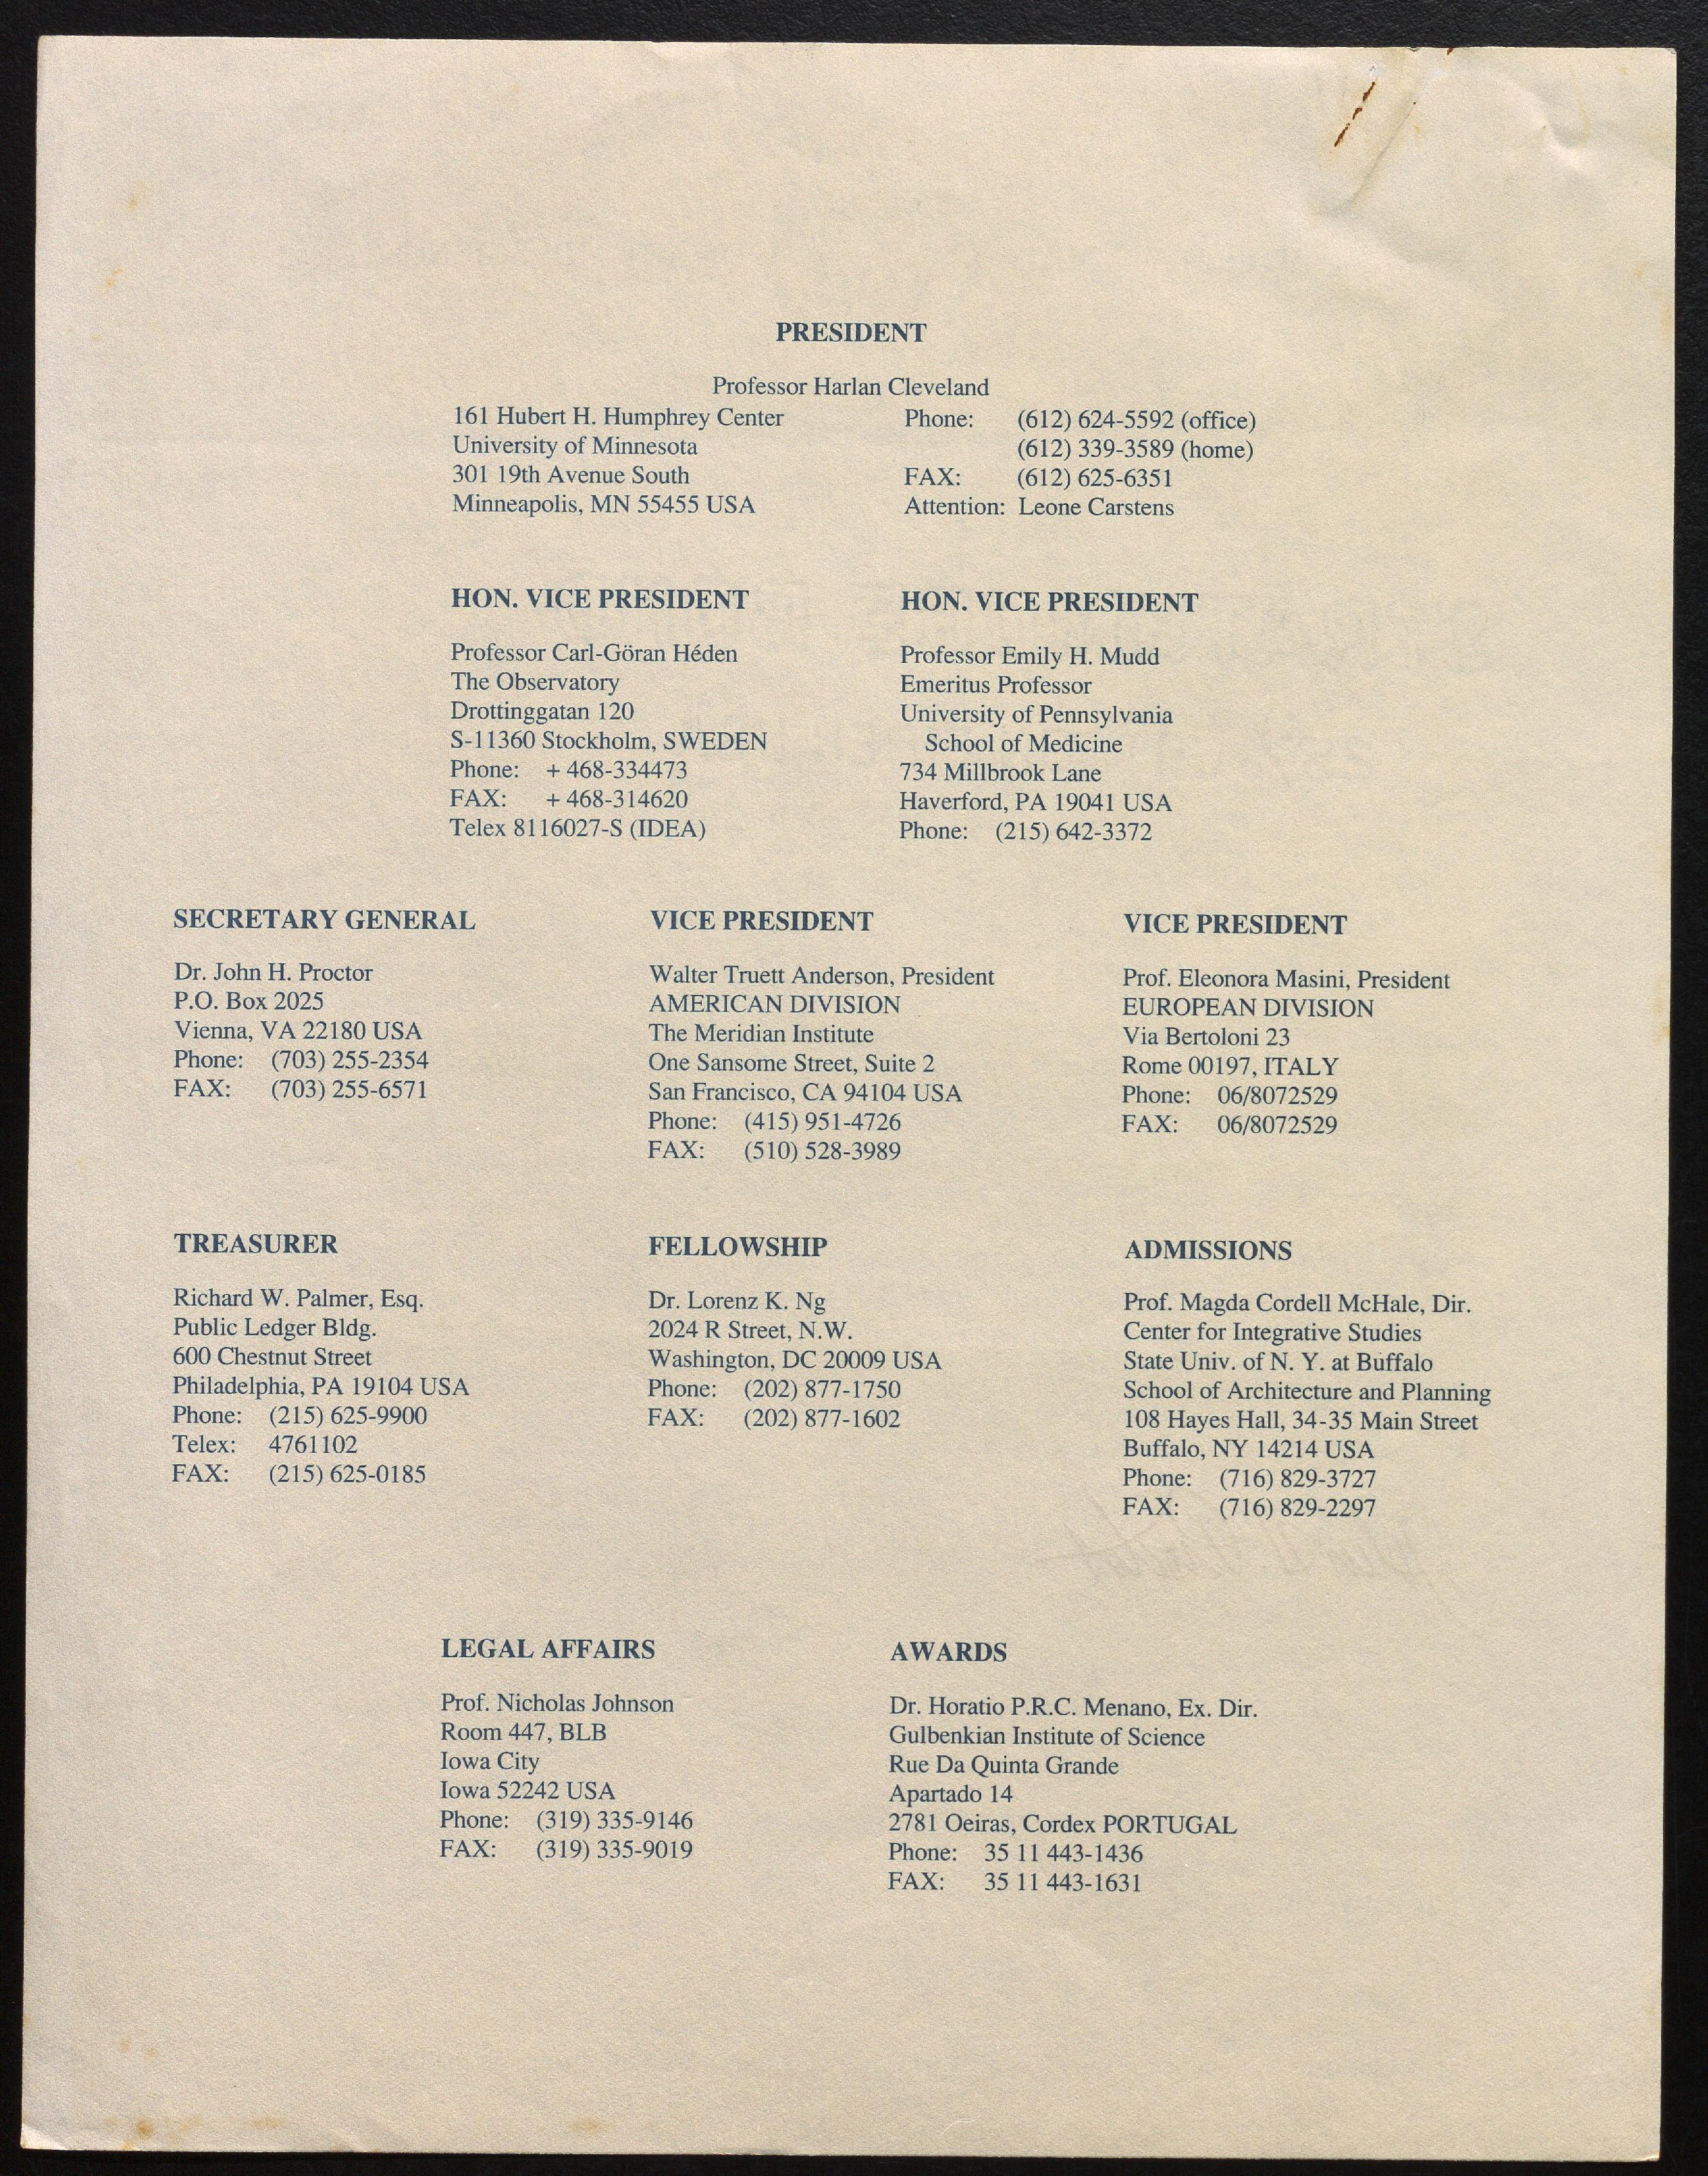 PRESIDENT
Professor Harlan Cleveland
161 Hubert H. Humphrey Center
University of Minnesota
301 19th Avenue South
Minneapolis, MN 55455 USA
Phone: (612) 624-5592 (office)
(612) 339-3589 (home)
FAX: (612) 625-6351
Attention: Leone Carstens
HON. VICE PRESIDENT
Professor Carl-Göran Héden
The Observatory
Drottinggatan 120
S-11360 Stockholm, SWEDEN
Phone: + 468-334473
FAX: + 468-314620
Telex 8116027-S (IDEA)
HON. VICE PRESIDENT
Professor Emily H. Mudd
Emeritus Professor
University of Pennsylvania
School of Medicine
734 Millbrook Lane
Haverford, PA 19041 USA
Phone: (215) 642-3372
SECRETARY GENERAL
Dr. John H. Proctor
P.O. Box 2025
Vienna, VA 22180 USA
Phone: (703) 255-2354
FAX: (703) 255-6571
VICE PRESIDENT
Walter Truett Anderson, President
AMERICAN DIVISION
The Meridian Institute
One Sansome Street, Suite 2
San Francisco, CA 94104 USA
Phone: (415) 951-4726
FAX: (510) 528-3989
VICE PRESIDENT
Prof. Eleonora Masini, President
EUROPEAN DIVISION
Via Bertoloni 23
Rome 00197, ITALY
Phone: 06/8072529
FAX: 06/8072529
TREASURER
Richard W. Palmer, Esq.
Public Ledger Bldg.
600 Chestnut Street
Philadelphia, PA 19104 USA
Phone: (215) 625-9900
Telex: 4761102
FAX: (215) 625-0185
FELLOWSHIP
Dr. Lorenz K. Ng
2024 R Street, N.W.
Washington, DC 20009 USA
Phone: (202) 877-1750
FAX: (202) 877-1602
ADMISSIONS
Prof. Magda Cordell McHale, Dir.
Center for Integrative Studies
State Univ. of N. Y. at Buffalo
School of Architecture and Planning
108 Hayes Hall, 34-35 Main Street
Buffalo, NY 14214 USA
Phone: (716) 829-3727
FAX: (716) 829-2297
LEGAL AFFAIRS
Prof. Nicholas Johnson
Room 447, BLB
Iowa City
Iowa 52242 USA
Phone: (319) 335-9146
FAX: (319) 335-9019
AWARDS
Dr. Horatio P.R.C. Menano, Ex. Dir.
Gulbenkian Institute of Science
Rue Da Quinta Grande
Apartado 14
2781 Oeiras, Cordex PORTUGAL
Phone: 35 11 443-1436
FAX: 35 11 443-1631